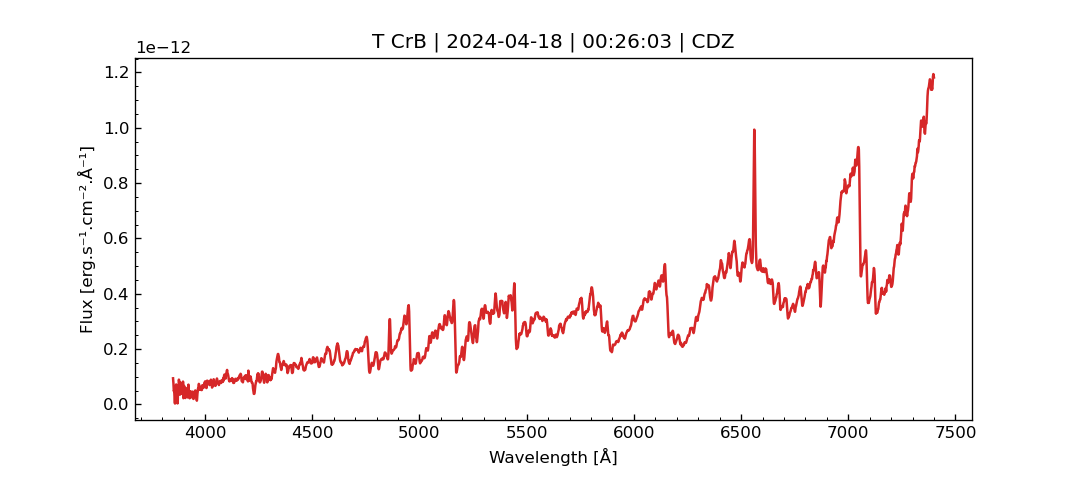 T CrB | 2024-04-18 | 00:26:03 | CDZ
1e−12
1.2
1.0
0.8
0.6
0.4
0.2
0.0
Flux [erg.s⁻¹.cm⁻².Å⁻¹]
4000 4500 5000 5500 6000 6500 7000 7500
Wavelength [Å]